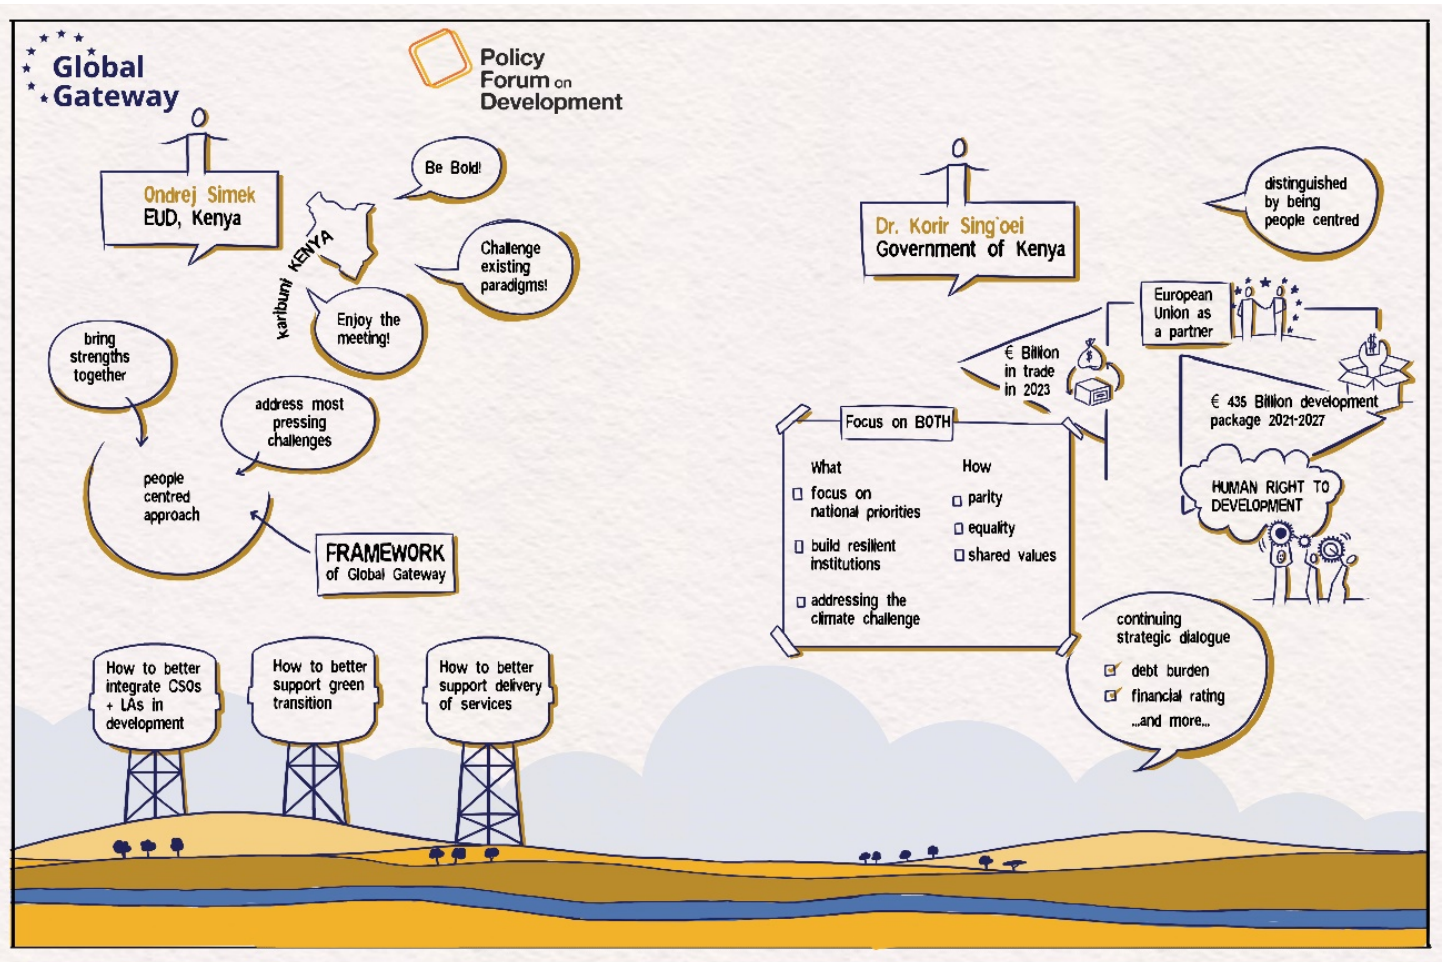 Global
Gateway
Policy
Forum on
Development
Ondrej Simek
EUD, Kenya
karibuni KENYA
Be Bold!
Challenge
existing
paradigms!
Enjoy the
meeting!
bring
strengths
together
address most
pressing
challenges
people
centred
approach
FRAMEWORK
of Global Gateway
How to better
integrate CSOs
+ LAs in
development
How to better
support green
transition
How to better
support delivery
of services
Dr. Korir Sing'oei
Government of Kenya
distinguished
by being
people centred
European
Union as
a partner
€ Billion
in trade
in 2023
$
$
€ 435 Billion development
package 2021-2027
HUMAN RIGHT TO
DEVELOPMENT
Focus on BOTH
What
focus on
national priorities
build resilient
institutions
addressing the
climate challenge
How
parity
equality
shared values
continuing
strategic dialogue
debt burden
financial rating
...and more...